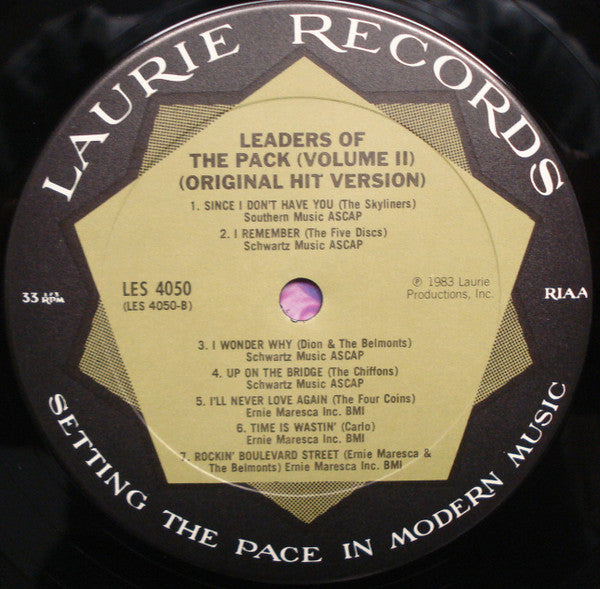 LAURIE RECORDS
LEADERS OF
THE PACK (VOLUME II)
(ORIGINAL HIT VERSION)
1. SINCE I DON'T HAVE YOU (The Skyliners)
Southern Music ASCAP
2. I REMEMBER (The Five Discs)
Schwartz Music ASCAP
LES 4050
(LES 4050-B)
℗ 1983 Laurie
Productions, Inc.
33 1/3 RPM
RIAA
3. I WONDER WHY (Dion & The Belmonts)
Schwartz Music ASCAP
4. UP ON THE BRIDGE (The Chiffons)
Schwartz Music ASCAP
5. I'LL NEVER LOVE AGAIN (The Four Coins)
Ernie Maresca Inc. BMI
6. TIME IS WASTIN' (Carlo)
Ernie Maresca Inc. BMI
7. ROCKIN' BOULEVARD STREET (Ernie Maresca &
The Belmonts) Ernie Maresca Inc. BMI
SETTING THE PACE IN MODERN MUSIC